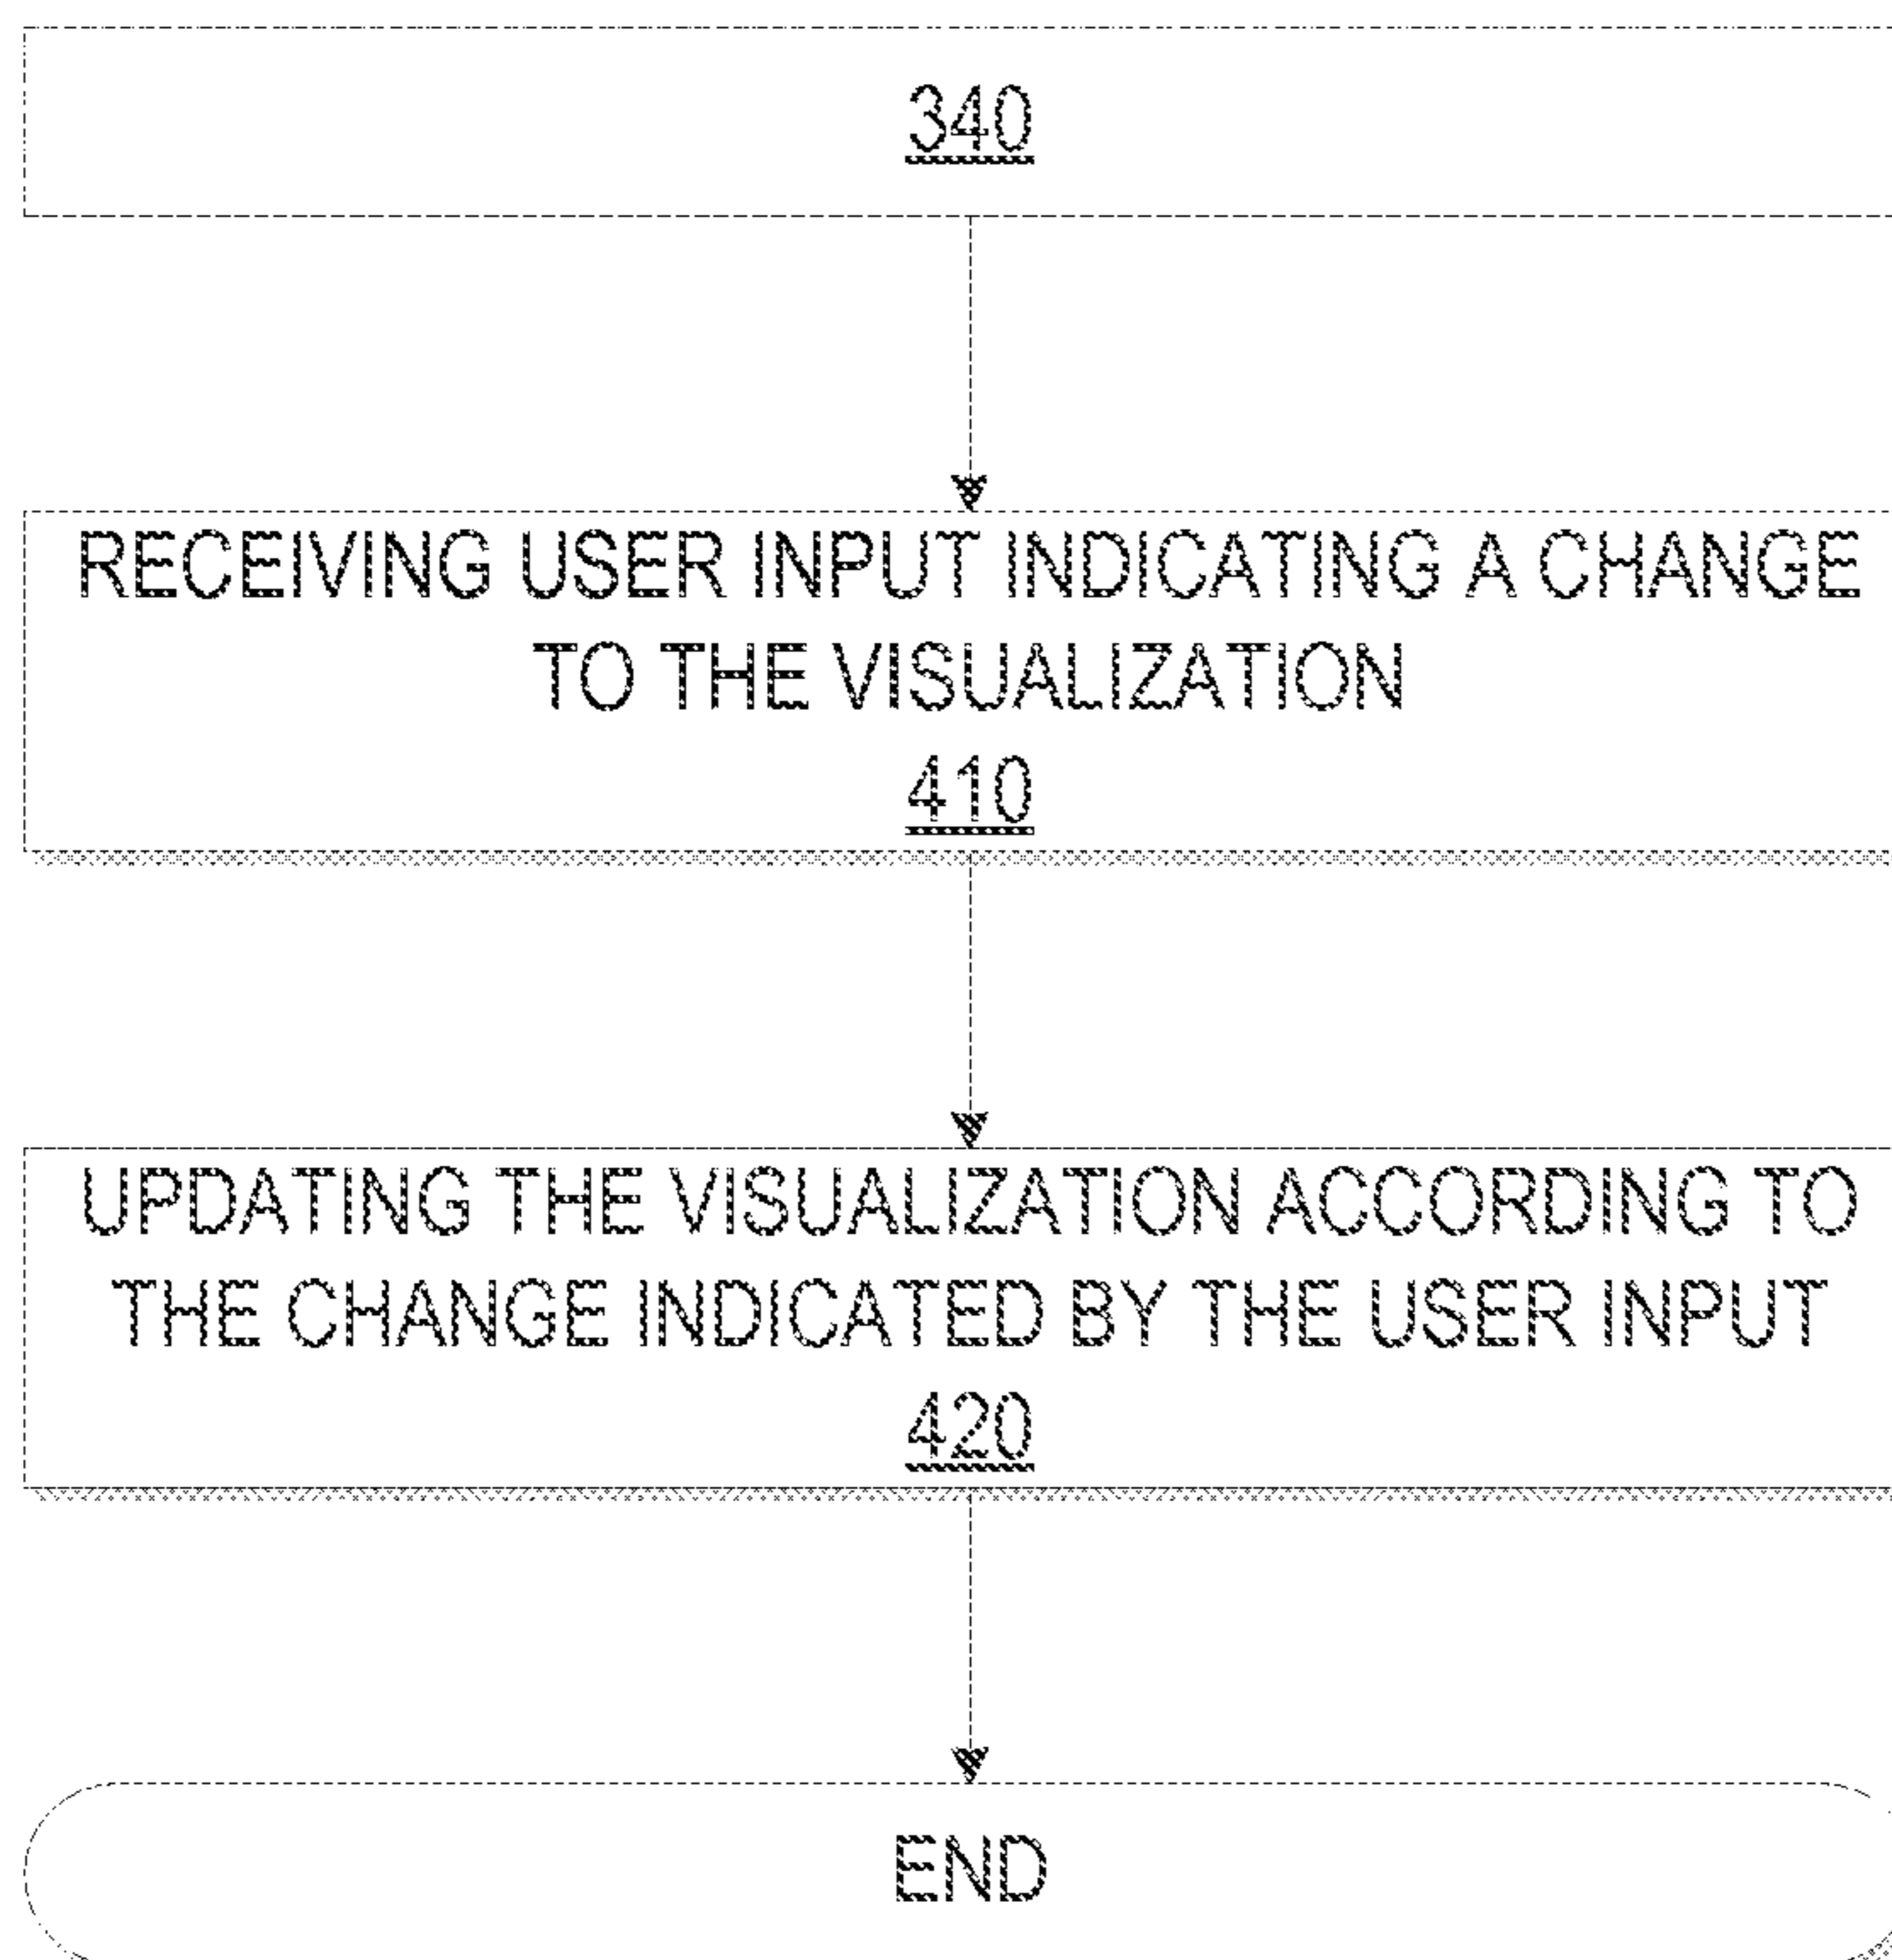 340
RECEIVING USER INPUT INDICATING A CHANGE
TO THE VISUALIZATION
410
UPDATING THE VISUALIZATION ACCORDING TO
THE CHANGE INDICATED BY THE USER INPUT
420
END